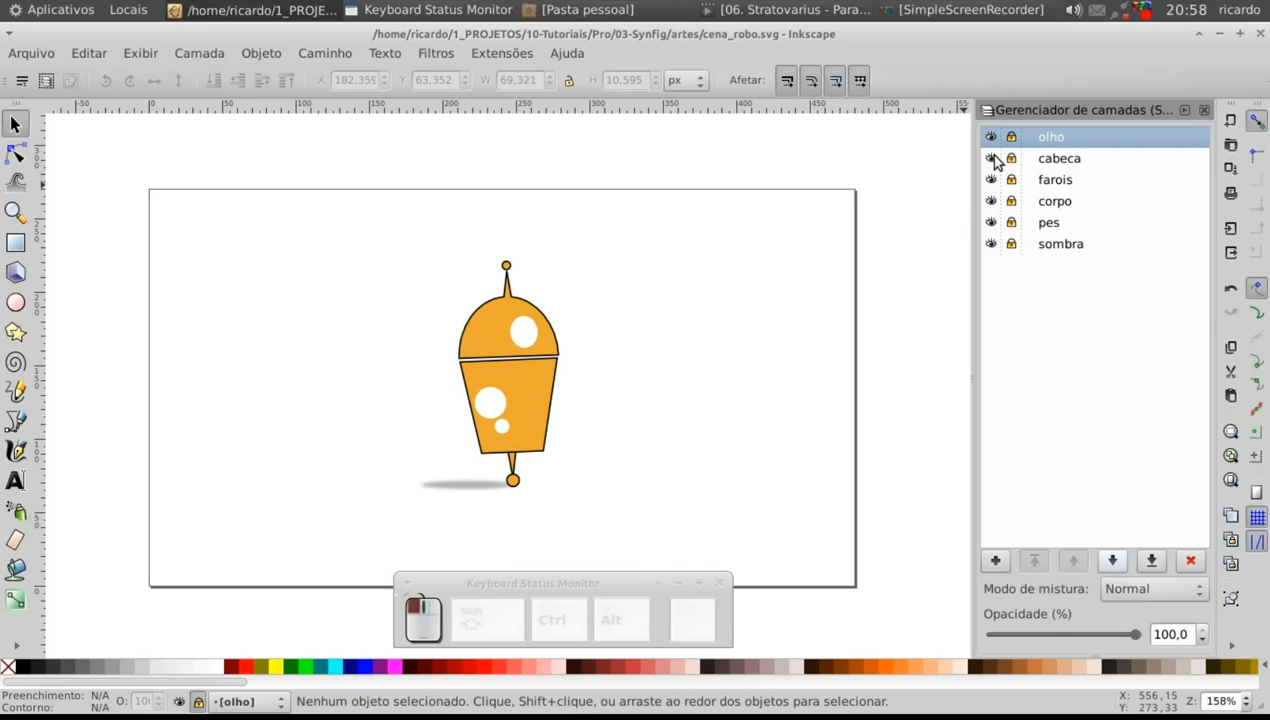 Aplicativos Locais /home/ricardo/1_PROJE... Keyboard Status Monitor [Pasta pessoal] [06. Stratovarius - Para... [SimpleScreenRecorder] 20:58 ricardo
/home/ricardo/1_PROJETOS/10-Tutoriais/Pro/03-Synfig/artes/cena_robo.svg - Inkscape
Arquivo Editar Exibir Camada Objeto Caminho Texto Filtros Extensões Ajuda
X 182,359 Y 63,352 W 69,321 H 10,595 px Afetar:
Gerenciador de camadas (S...
olho
cabeca
farois
corpo
pes
sombra
Modo de mistura: Normal
Opacidade (%)
100,0
Keyboard Status Monitor
Shift Ctrl Alt
Preenchimento: N/A
Contorno: N/A
O:
[olho]
Nenhum objeto selecionado. Clique, Shift+clique, ou arraste ao redor dos objetos para selecionar.
X: 556,15
Y: 273,33
Z: 158%